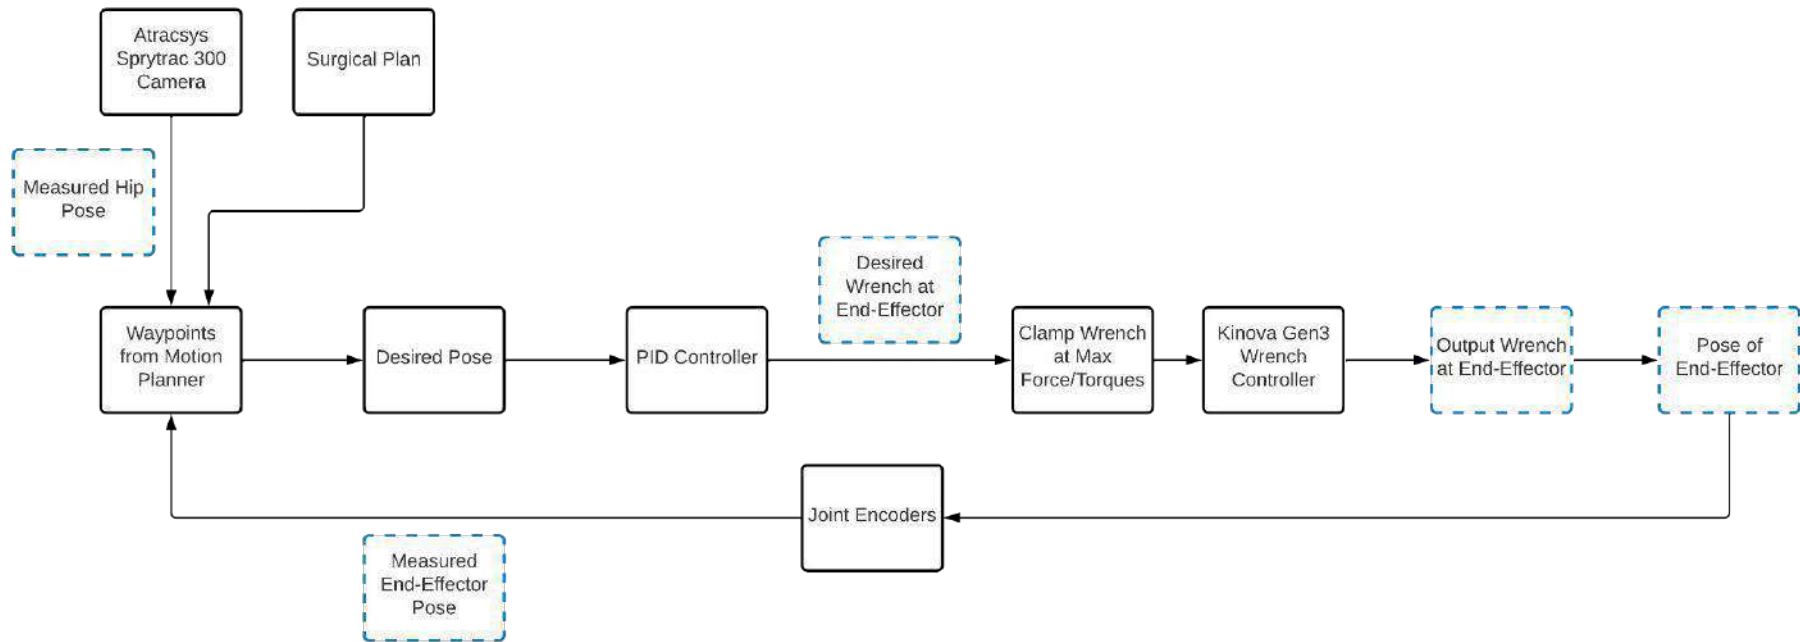 Atracsys
Sprytrac 300
Camera
Surgical Plan
Measured Hip
Pose
Desired
Wrench at
End-Effector
Waypoints
from Motion
Planner
Desired Pose
PID Controller
Clamp Wrench
at Max
Force/Torques
Kinova Gen3
Wrench
Controller
Output Wrench
at End-Effector
Pose of
End-Effector
Joint Encoders
Measured
End-Effector
Pose